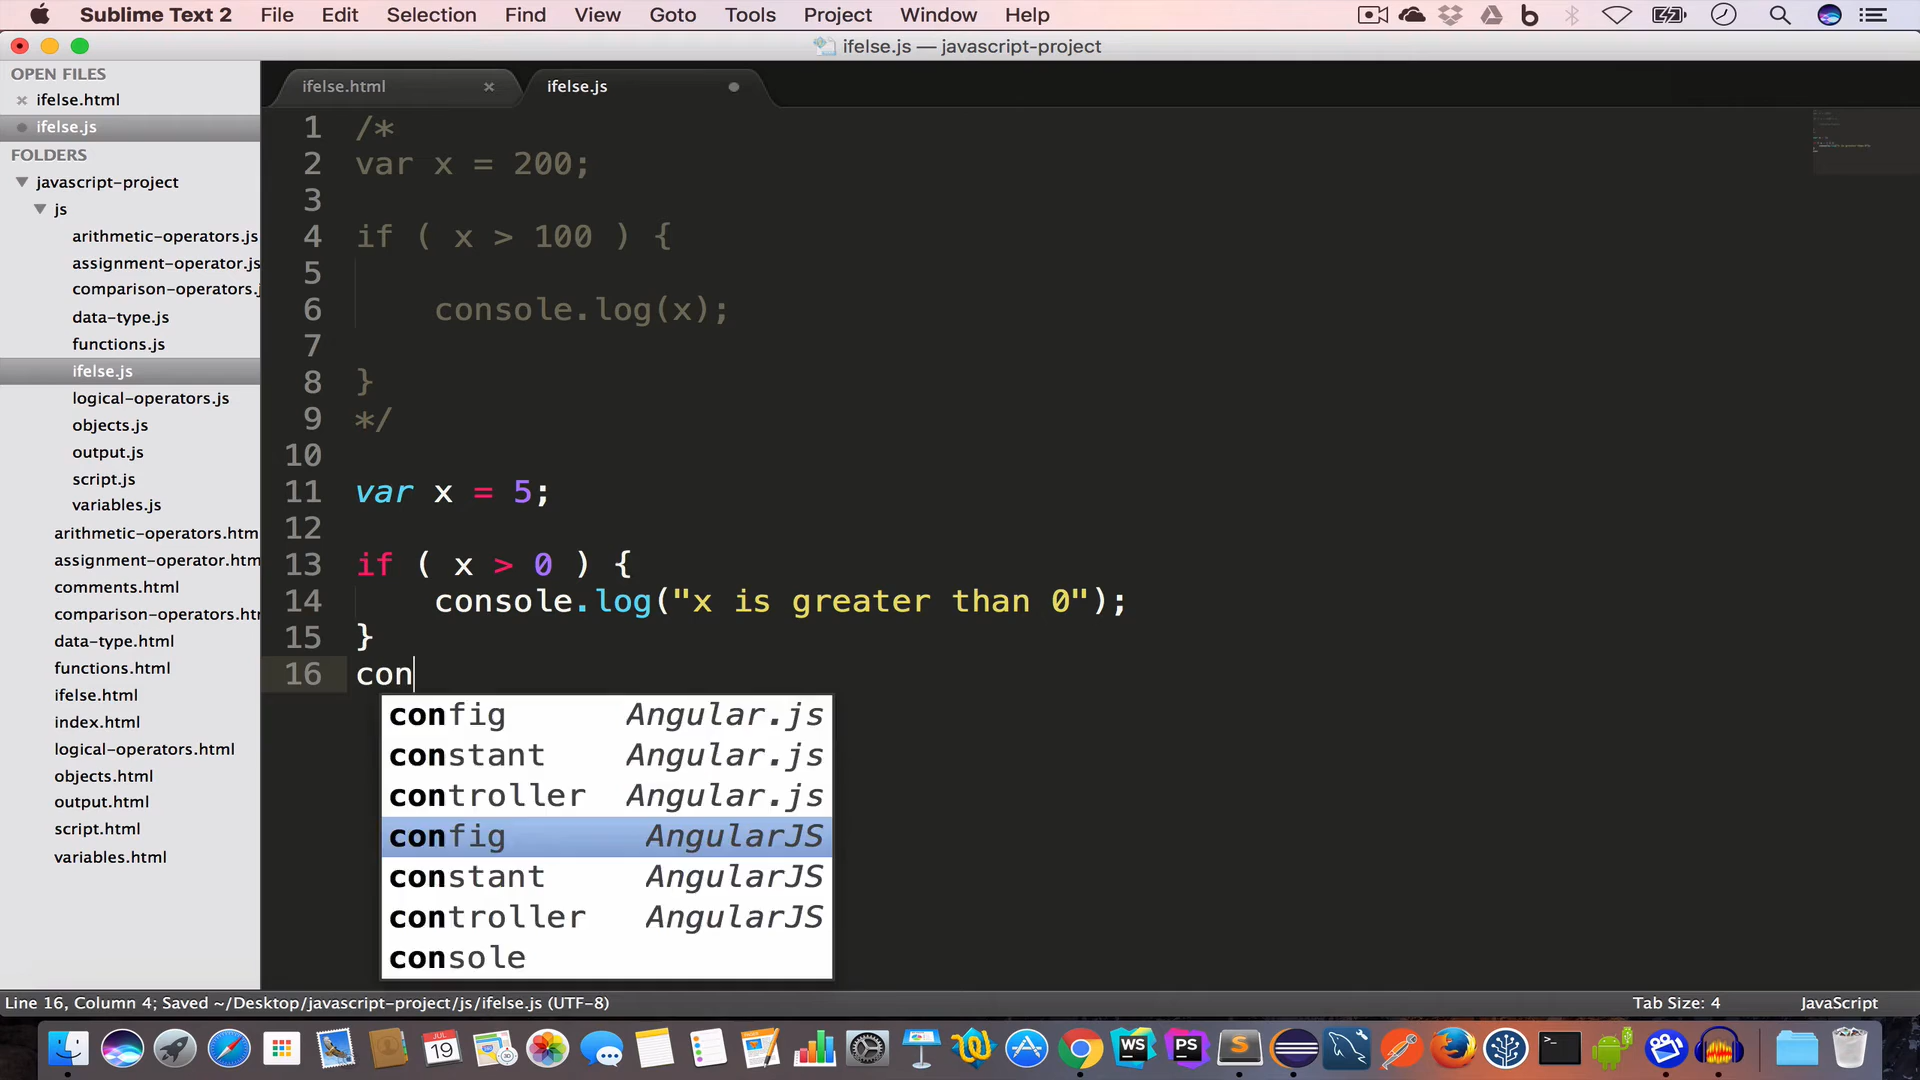 Sublime Text 2 File Edit Selection Find View Goto Tools Project Window Help
ifelse.js — javascript-project
OPEN FILES
ifelse.html
ifelse.js
FOLDERS
javascript-project
js
arithmetic-operators.js
assignment-operator.js
comparison-operators.j
data-type.js
functions.js
ifelse.js
logical-operators.js
objects.js
output.js
script.js
variables.js
arithmetic-operators.htm
assignment-operator.htm
comments.html
comparison-operators.htr
data-type.html
functions.html
ifelse.html
index.html
logical-operators.html
objects.html
output.html
script.html
variables.html
ifelse.html × ifelse.js
1 /*
2 var x = 200;
3
4 if ( x > 100 ) {
5
6 console.log(x);
7
8 }
9 */
10
11 var x = 5;
12
13 if ( x > 0 ) {
14 console.log("x is greater than 0");
15 }
16 con
config Angular.js
constant Angular.js
controller Angular.js
config AngularJS
constant AngularJS
controller AngularJS
console
Line 16, Column 4; Saved ~/Desktop/javascript-project/js/ifelse.js (UTF-8) Tab Size: 4 JavaScript
JUL
19
WS
PS
S
>_